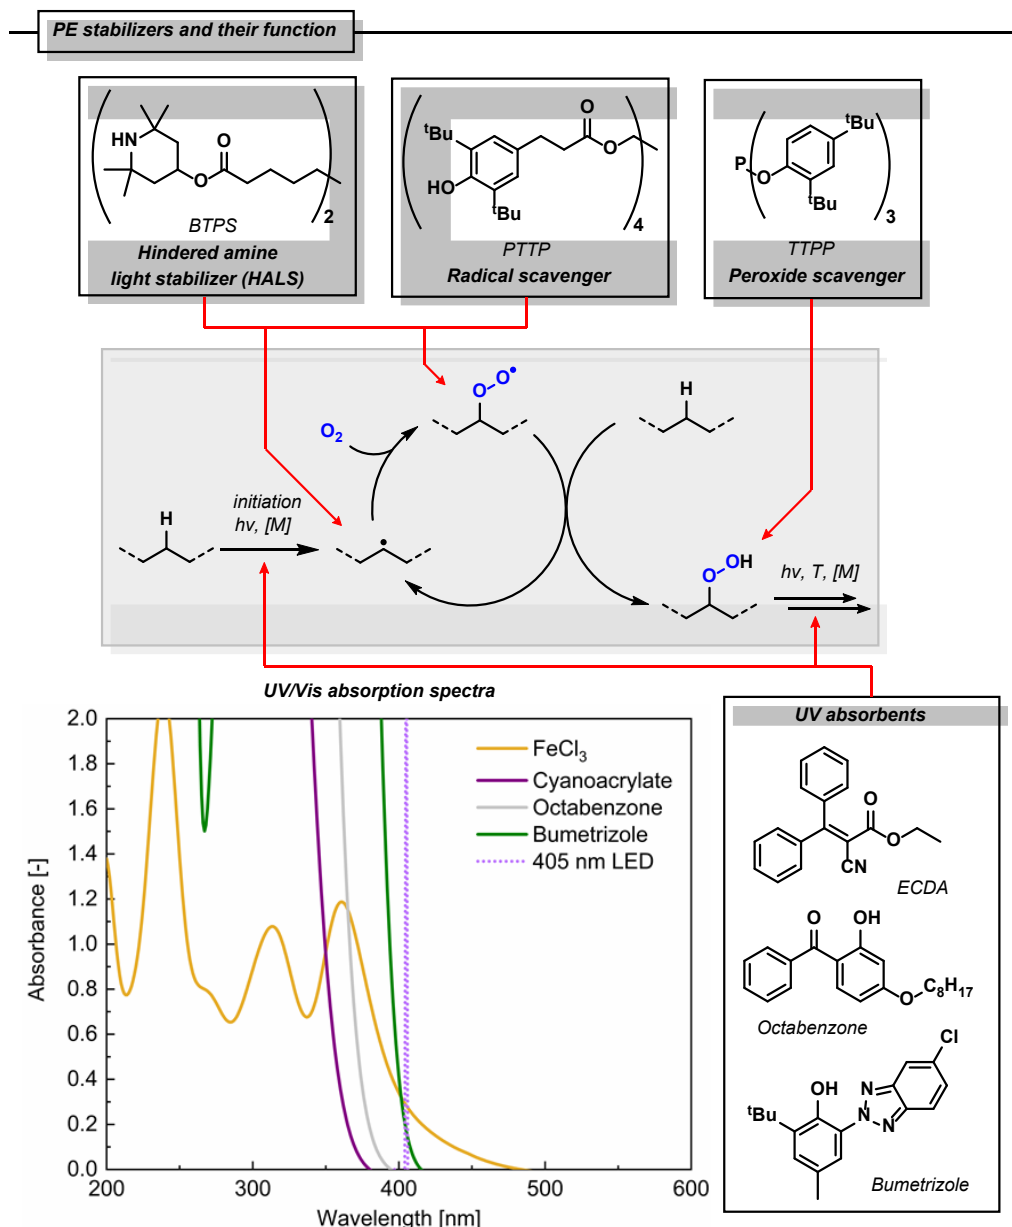 PE stabilizers and their function
HN
O
O
2
BTPS
Hindered amine
light stabilizer (HALS)
ᵗBu
HO
ᵗBu
O
O
4
PTTP
Radical scavenger
P
O
ᵗBu
ᵗBu
3
TTPP
Peroxide scavenger
O•
O
O₂
H
initiation
hν, [M]
H
•
O
OH
hν, T, [M]
UV/Vis absorption spectra
Absorbance [-]
2.0
1.8
1.6
1.4
1.2
1.0
0.8
0.6
0.4
0.2
0.0
FeCl₃
Cyanoacrylate
Octabenzone
Bumetrizole
405 nm LED
200
300
400
500
600
Wavelength [nm]
UV absorbents
O
O
CN
ECDA
O
OH
O
C₈H₁₇
Octabenzone
Cl
OH
N
N
N
ᵗBu
Bumetrizole